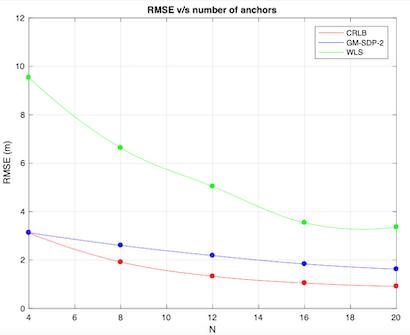 RMSE v/s number of anchors
CRLB
GM-SDP-2
WLS
RMSE (m)
12
10
8
6
4
2
0
4 6 8 10 12 14 16 18 20
N